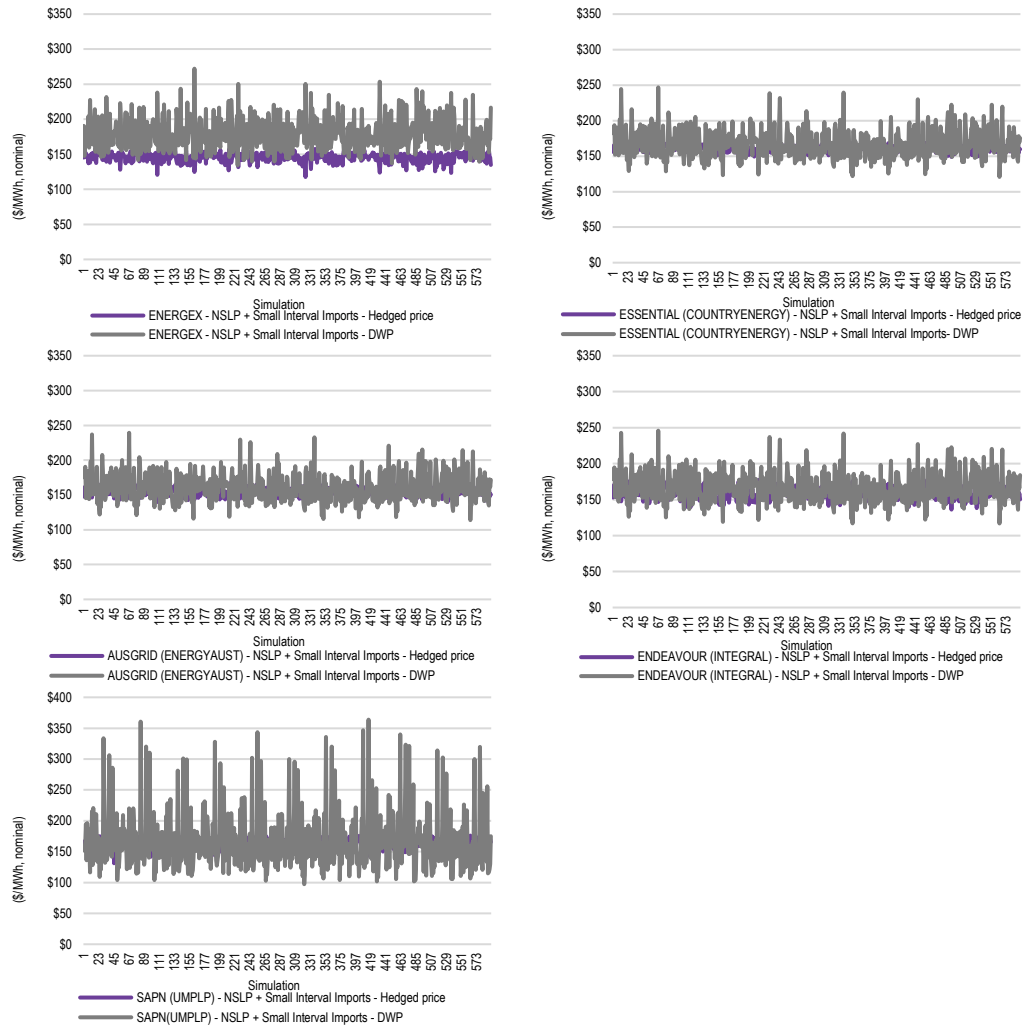 $350
$300
$250
$200
$150
$100
$50
$0
($/MWh, nominal)
1 23 45 67 89 111 133 155 177 199 221 243 265 287 309 331 353 375 397 419 441 463 485 507 529 551 573
Simulation
ENERGEX - NSLP + Small Interval Imports - Hedged price
ENERGEX - NSLP + Small Interval Imports - DWP
$350
$300
$250
$200
$150
$100
$50
$0
($/MWh, nominal)
1 23 45 67 89 111 133 155 177 199 221 243 265 287 309 331 353 375 397 419 441 463 485 507 529 551 573
Simulation
ESSENTIAL (COUNTRYENERGY) - NSLP + Small Interval Imports - Hedged price
ESSENTIAL (COUNTRYENERGY) - NSLP + Small Interval Imports- DWP
$350
$300
$250
$200
$150
$100
$50
$0
($/MWh, nominal)
1 23 45 67 89 111 133 155 177 199 221 243 265 287 309 331 353 375 397 419 441 463 485 507 529 551 573
Simulation
AUSGRID (ENERGYAUST) - NSLP + Small Interval Imports - Hedged price
AUSGRID (ENERGYAUST) - NSLP + Small Interval Imports - DWP
$350
$300
$250
$200
$150
$100
$50
$0
($/MWh, nominal)
1 23 45 67 89 111 133 155 177 199 221 243 265 287 309 331 353 375 397 419 441 463 485 507 529 551 573
Simulation
ENDEAVOUR (INTEGRAL) - NSLP + Small Interval Imports - Hedged price
ENDEAVOUR (INTEGRAL) - NSLP + Small Interval Imports - DWP
$400
$350
$300
$250
$200
$150
$100
$50
$0
($/MWh, nominal)
1 23 45 67 89 111 133 155 177 199 221 243 265 287 309 331 353 375 397 419 441 463 485 507 529 551 573
Simulation
SAPN (UMPLP) - NSLP + Small Interval Imports - Hedged price
SAPN(UMPLP) - NSLP + Small Interval Imports - DWP